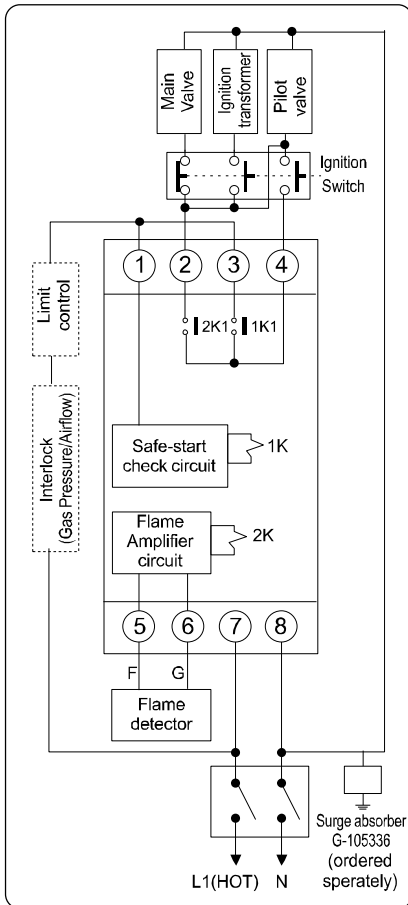 Main
Valve
Ignition
transformer
Pilot
valve
Ignition
Switch
1
2
3
4
Limit
control
2K1
1K1
Interlock
(Gas Pressure/Airflow)
Safe-start
check circuit
1K
Flame
Amplifier
circuit
2K
5
6
7
8
F
G
Flame
detector
L1(HOT)
N
Surge absorber
G-105336
(ordered
sperately)